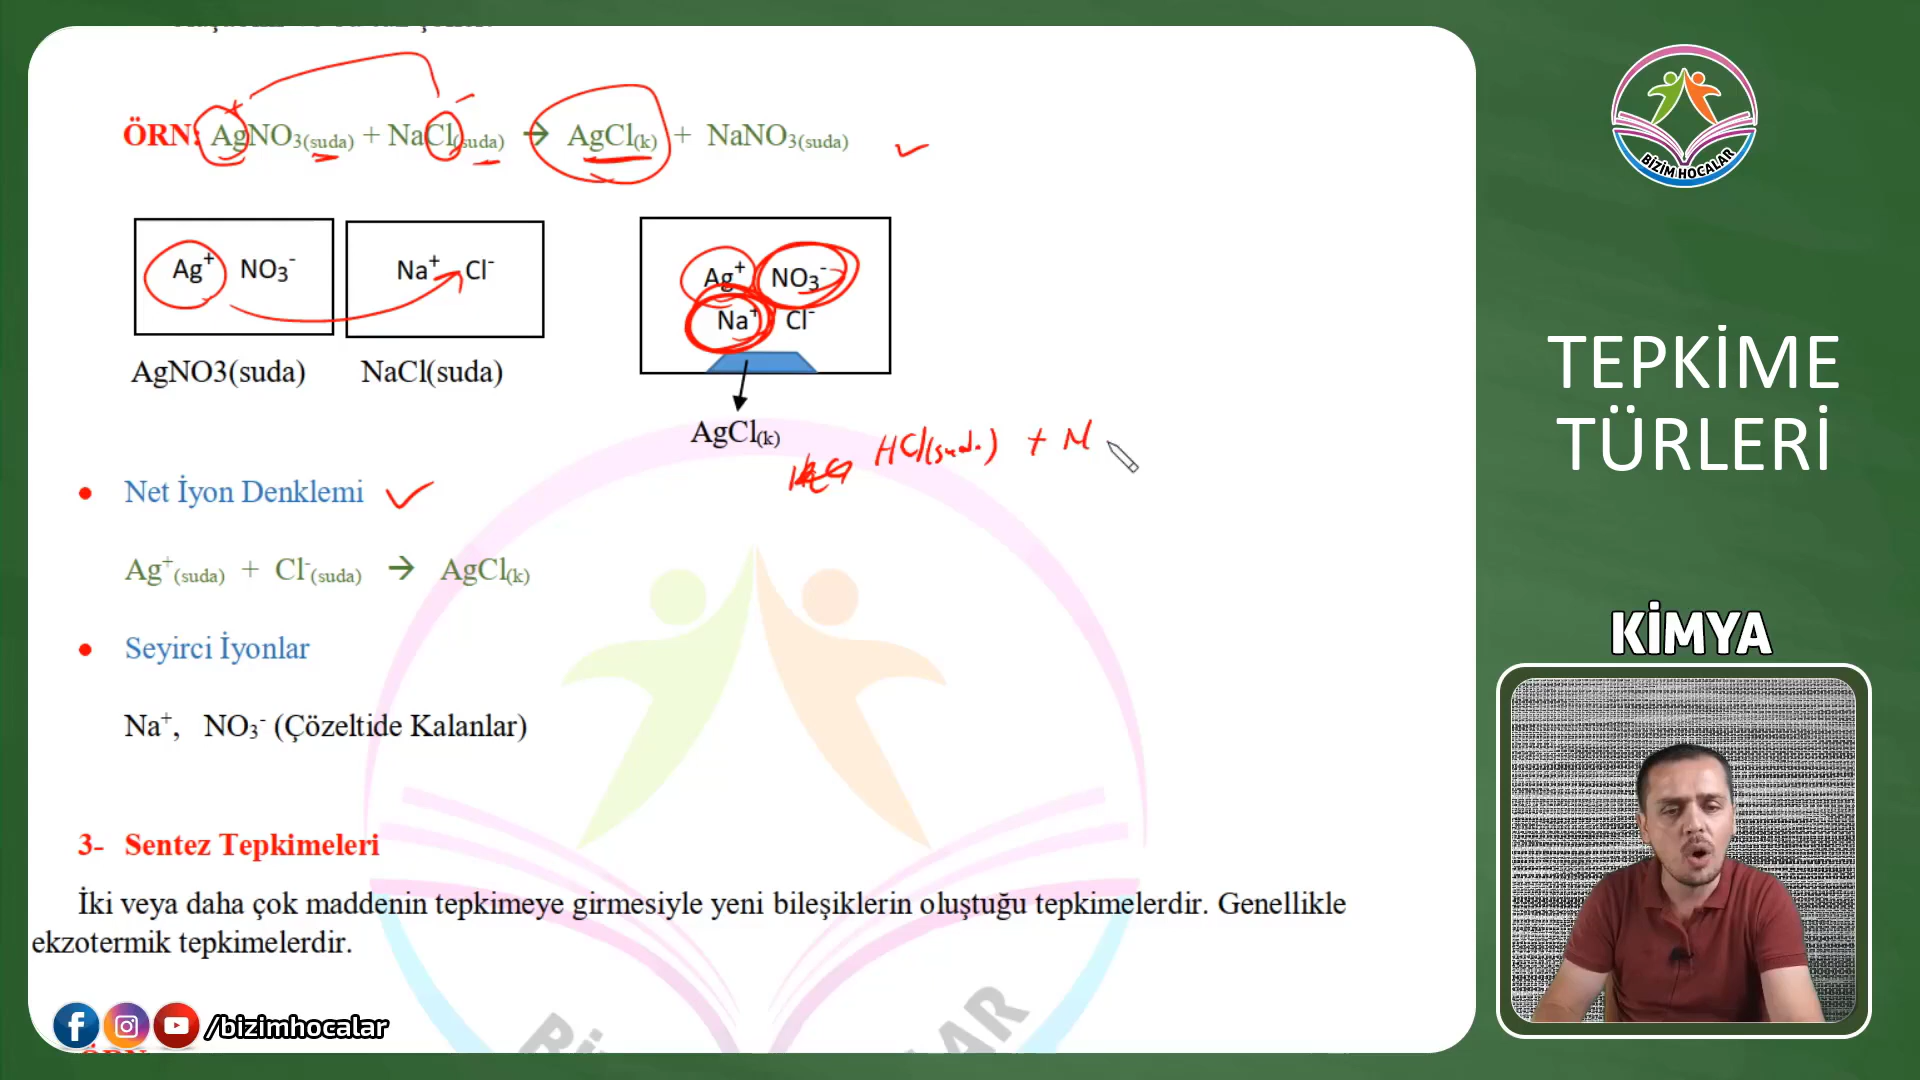 ÖRN: AgNO3(suda) + NaCl(suda) → AgCl(k) + NaNO3(suda)
Ag+ NO3-
Na+ Cl-
Ag+ NO3-
Na+ Cl-
AgNO3(suda) NaCl(suda)
AgCl(k)
HCl(suda) + N
• Net İyon Denklemi
Ag+(suda) + Cl-(suda) → AgCl(k)
• Seyirci İyonlar
Na+, NO3- (Çözeltide Kalanlar)
3- Sentez Tepkimeleri
İki veya daha çok maddenin tepkimeye girmesiyle yeni bileşiklerin oluştuğu tepkimelerdir. Genellikle
ekzotermik tepkimelerdir.
/bizimhocalar
BİZİM HOCALAR
TEPKİME
TÜRLERİ
KİMYA